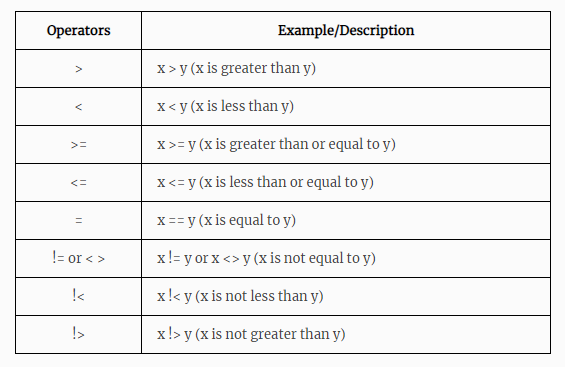 Operators Example/Description
> x > y (x is greater than y)
< x < y (x is less than y)
>= x >= y (x is greater than or equal to y)
<= x <= y (x is less than or equal to y)
= x == y (x is equal to y)
!= or < > x != y or x <> y (x is not equal to y)
!< x !< y (x is not less than y)
!> x !> y (x is not greater than y)